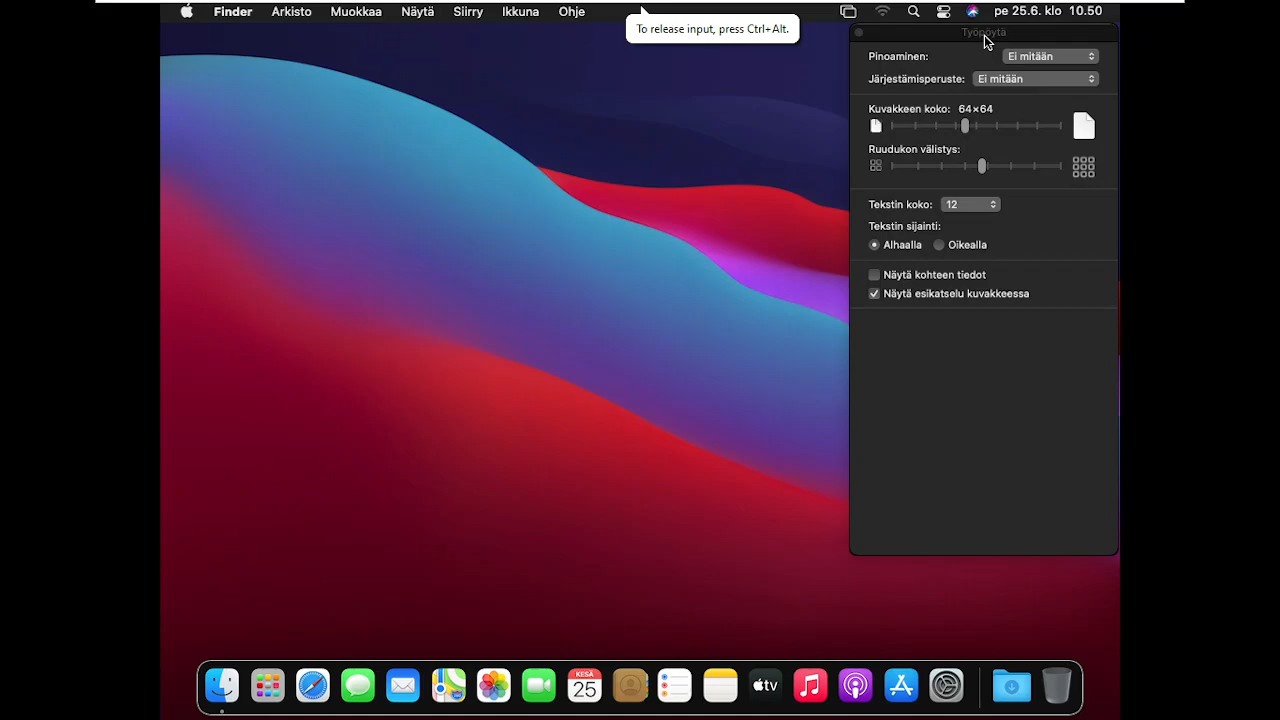 Finder Arkisto Muokkaa Näytä Siirry Ikkuna Ohje pe 25.6. klo 10.50
To release input, press Ctrl+Alt.
Työpöytä
Pinoaminen: Ei mitään
Järjestämisperuste: Ei mitään
Kuvakkeen koko: 64×64
Ruudukon välistys:
Tekstin koko: 12
Tekstin sijainti:
Alhaalla Oikealla
Näytä kohteen tiedot
Näytä esikatselu kuvakkeessa
KESÄ
25
tv